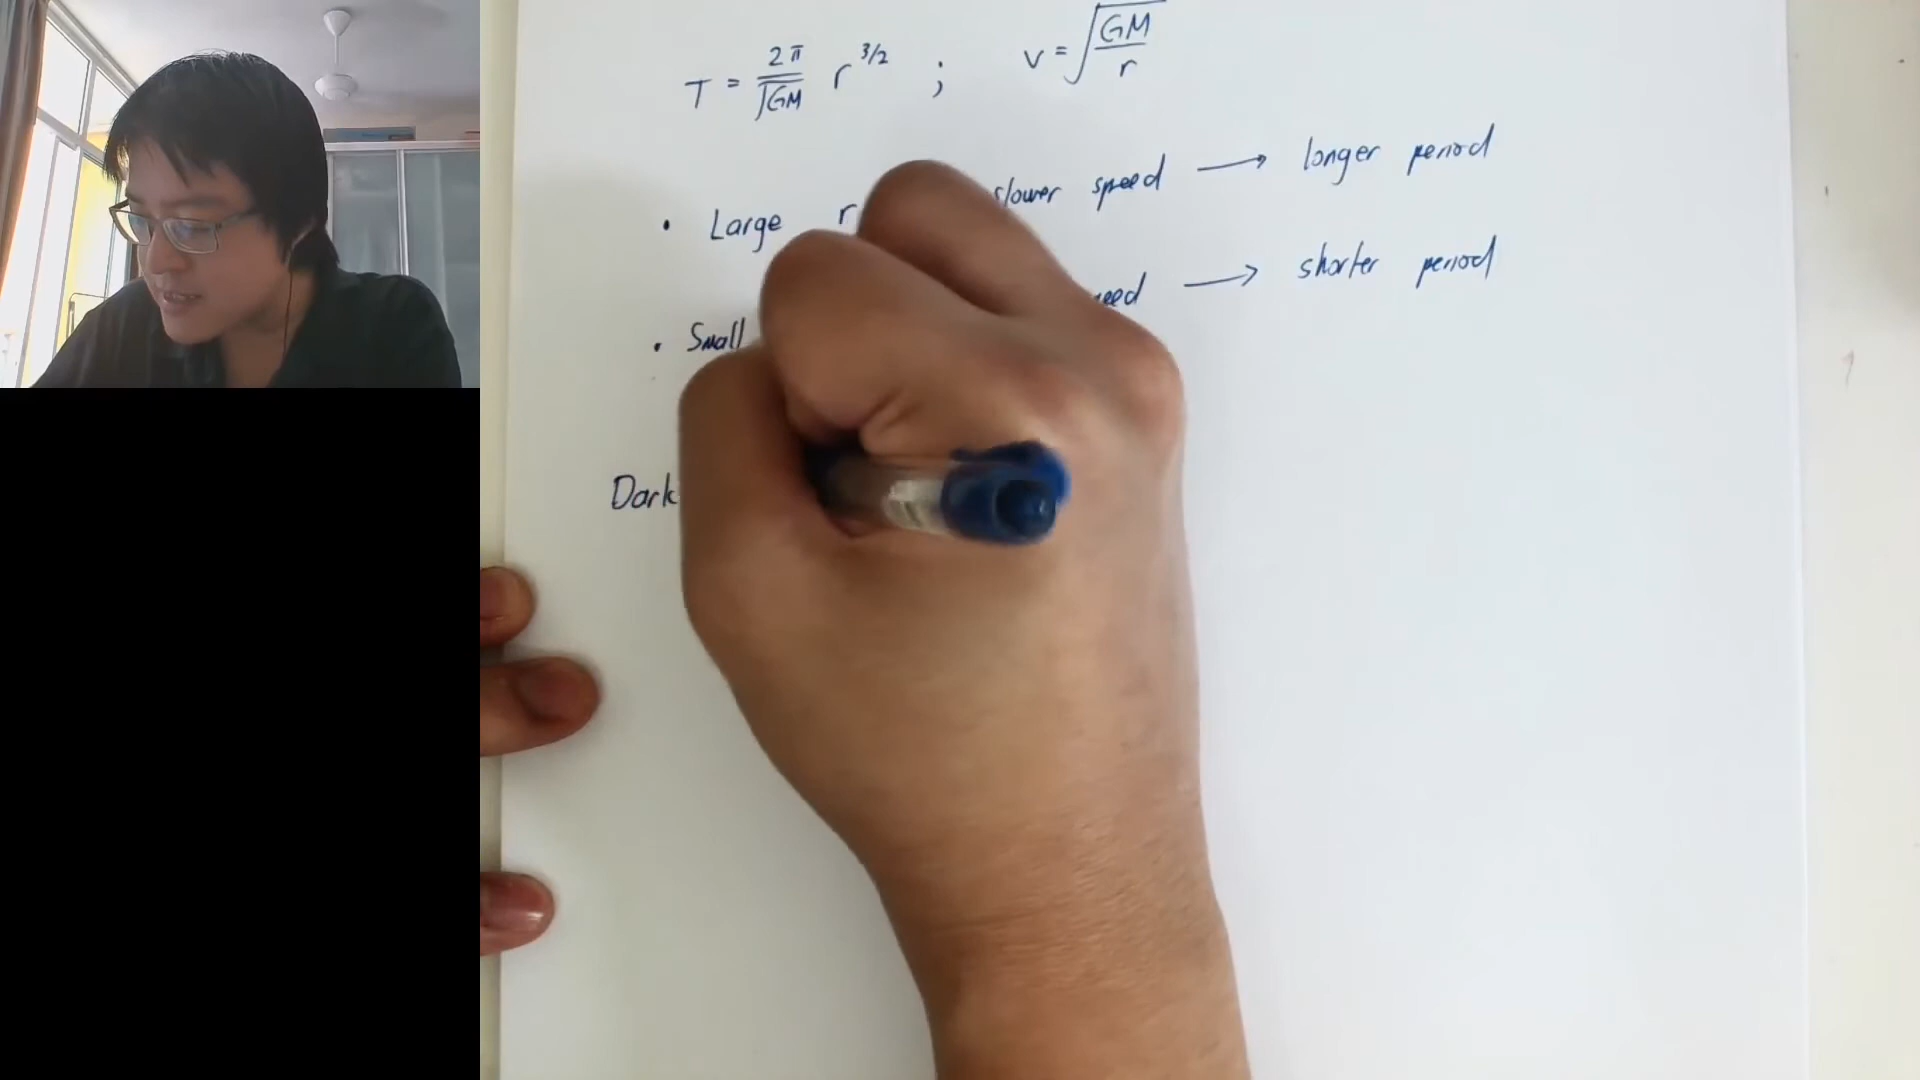 T = 2π/√GM r^3/2 ; v = √GM/r
• Large r slower speed → longer period
• Small → shorter period
Dark